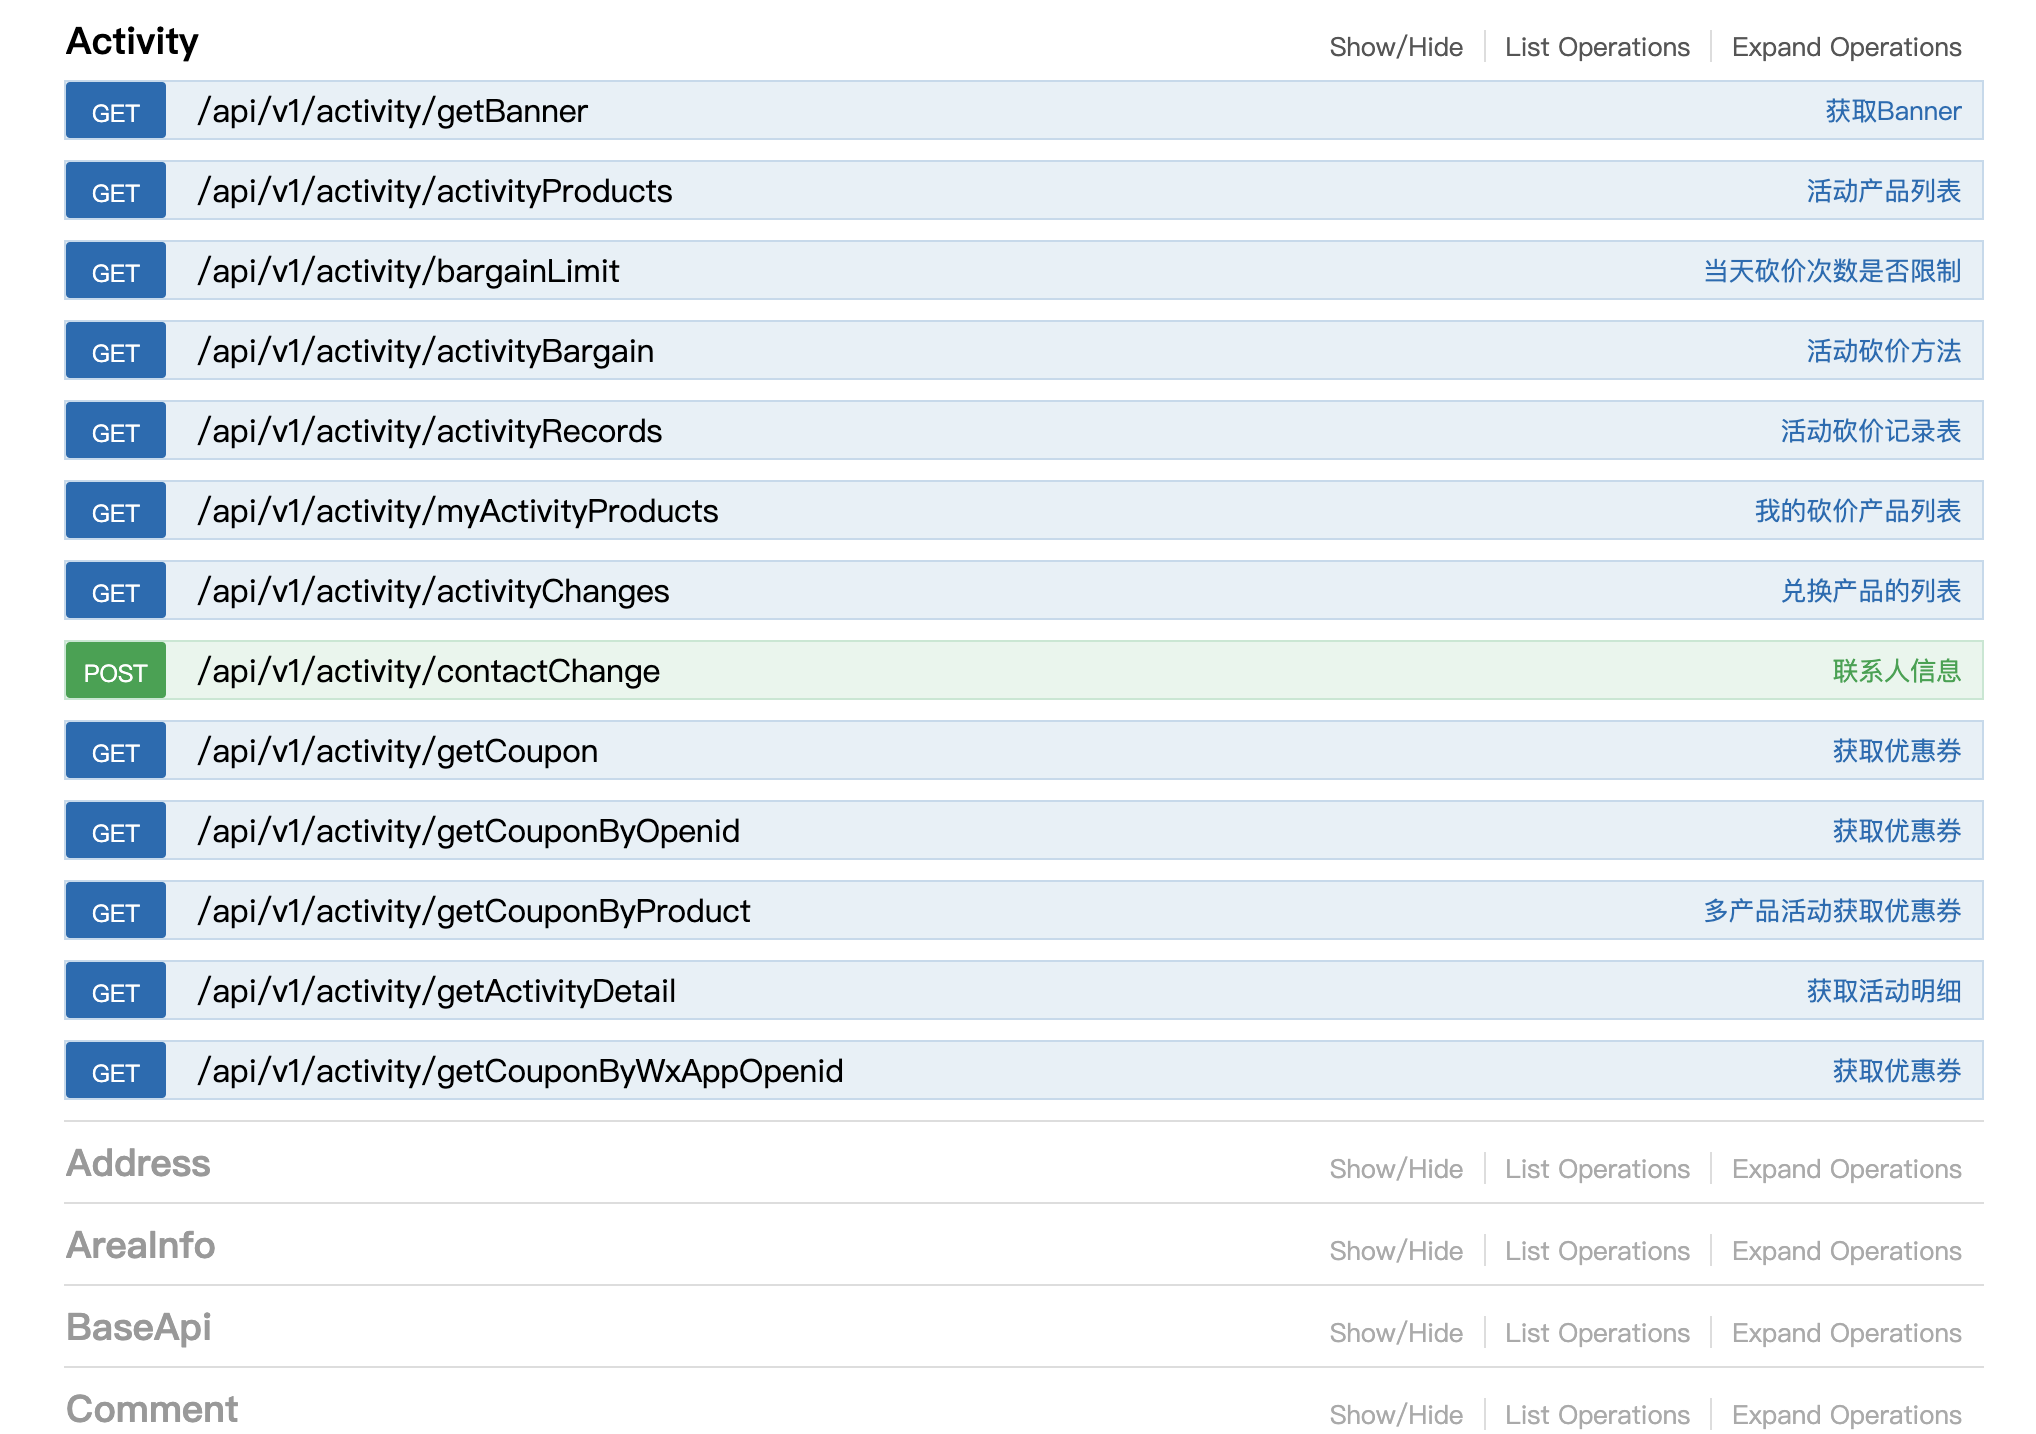 Activity Show/Hide List Operations Expand Operations
GET /api/v1/activity/getBanner 获取Banner
GET /api/v1/activity/activityProducts 活动产品列表
GET /api/v1/activity/bargainLimit 当天砍价次数是否限制
GET /api/v1/activity/activityBargain 活动砍价方法
GET /api/v1/activity/activityRecords 活动砍价记录表
GET /api/v1/activity/myActivityProducts 我的砍价产品列表
GET /api/v1/activity/activityChanges 兑换产品的列表
POST /api/v1/activity/contactChange 联系人信息
GET /api/v1/activity/getCoupon 获取优惠券
GET /api/v1/activity/getCouponByOpenid 获取优惠券
GET /api/v1/activity/getCouponByProduct 多产品活动获取优惠券
GET /api/v1/activity/getActivityDetail 获取活动明细
GET /api/v1/activity/getCouponByWxAppOpenid 获取优惠券
Address Show/Hide List Operations Expand Operations
AreaInfo Show/Hide List Operations Expand Operations
BaseApi Show/Hide List Operations Expand Operations
Comment Show/Hide List Operations Expand Operations